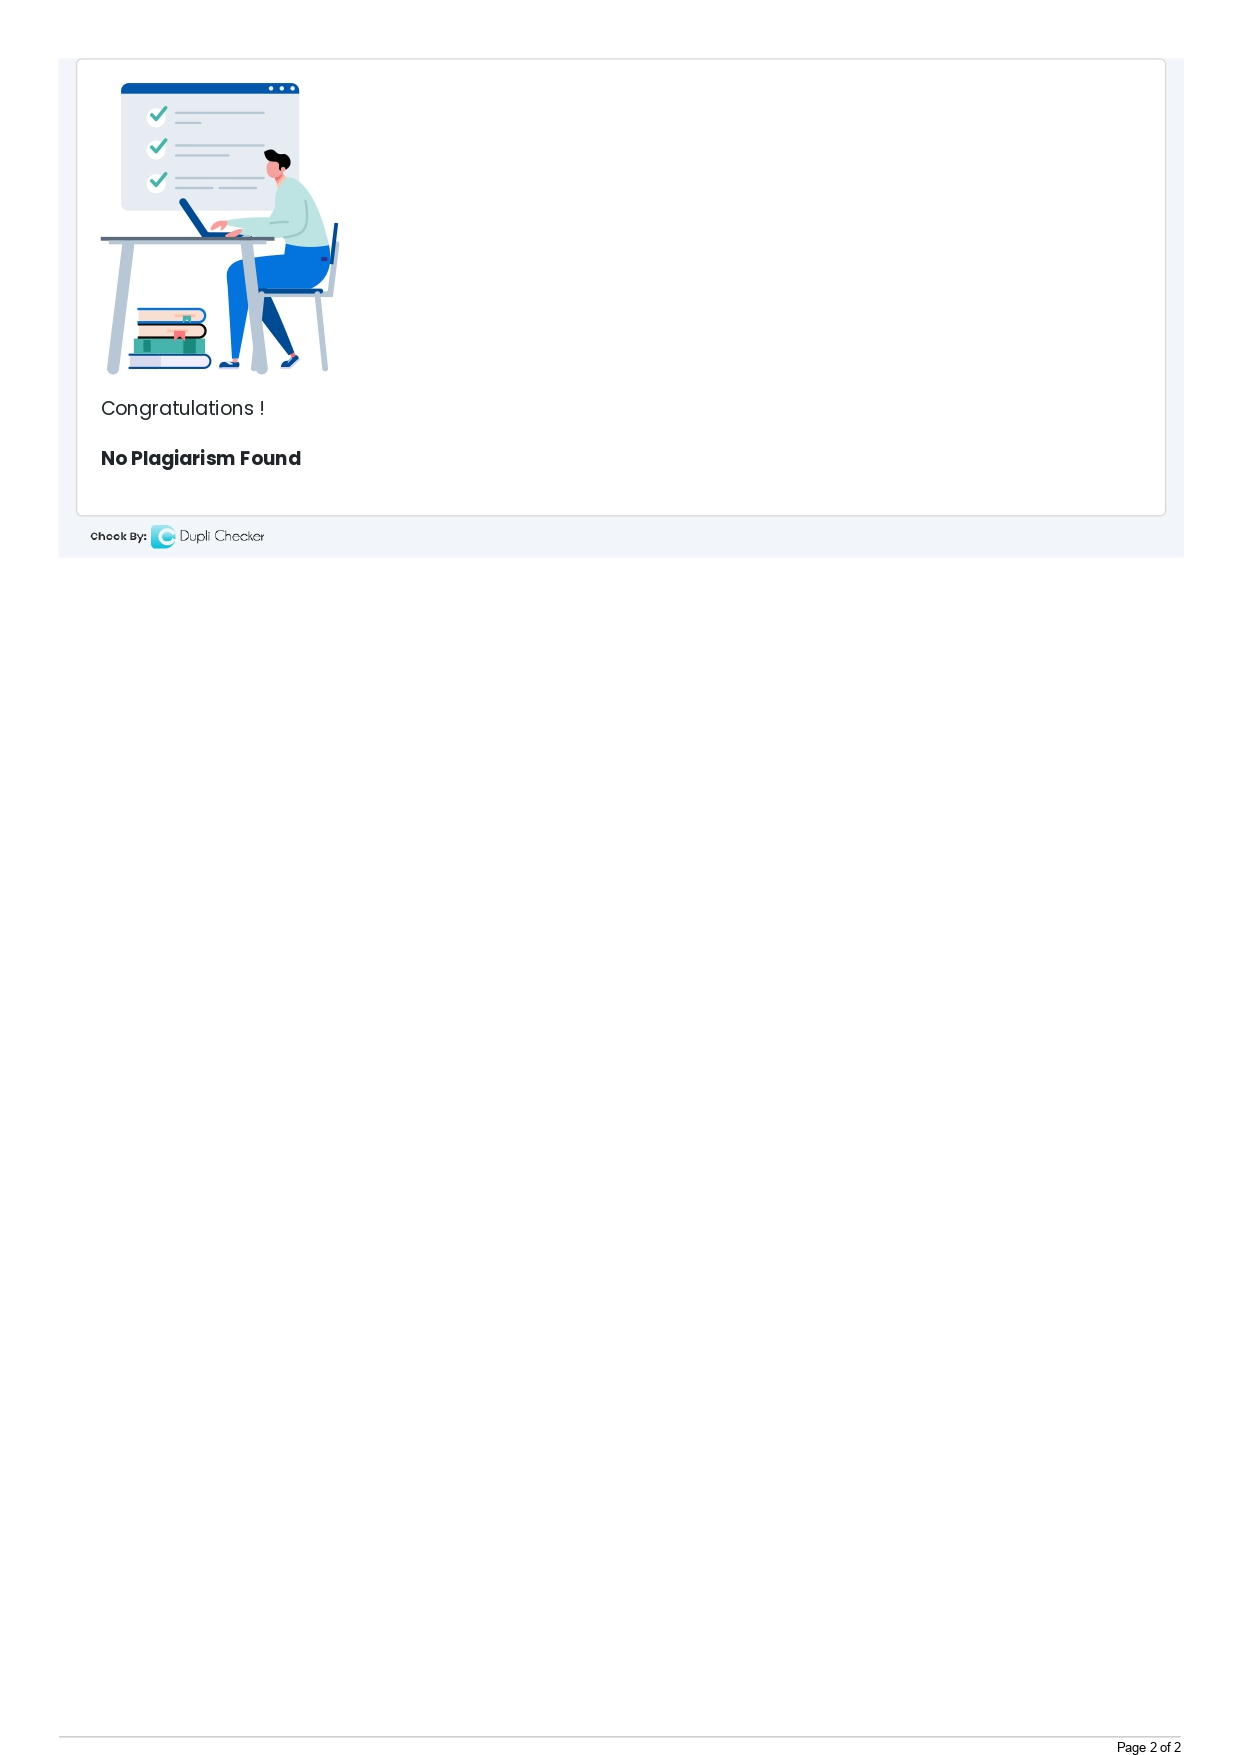 Congratulations !
No Plagiarism Found
Check By: Dupli Checker
Page 2 of 2